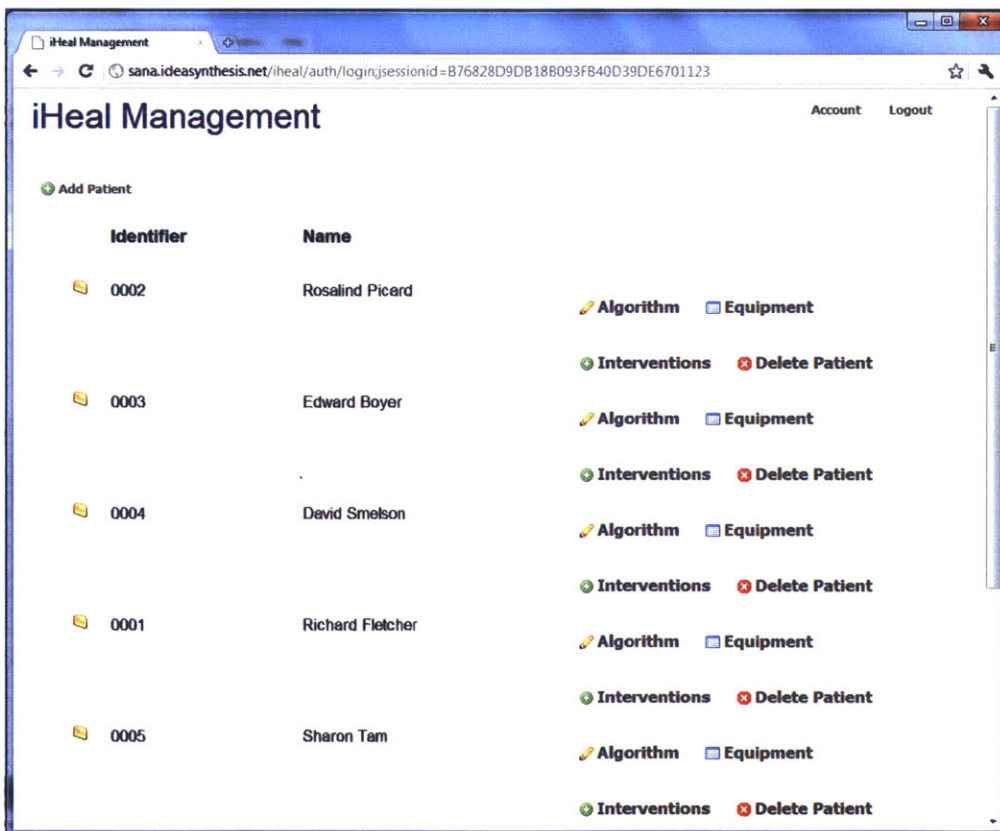 iHeal Management
sana.ideasynthesis.net/iheal/auth/login;jsessionid=B76828D9DB18B093FB40D39DE6701123
iHeal Management
Account Logout
Add Patient
Identifier Name
0002 Rosalind Picard
Algorithm Equipment
Interventions Delete Patient
0003 Edward Boyer
Algorithm Equipment
Interventions Delete Patient
0004 David Smelson
Algorithm Equipment
Interventions Delete Patient
0001 Richard Fletcher
Algorithm Equipment
Interventions Delete Patient
0005 Sharon Tam
Algorithm Equipment
Interventions Delete Patient